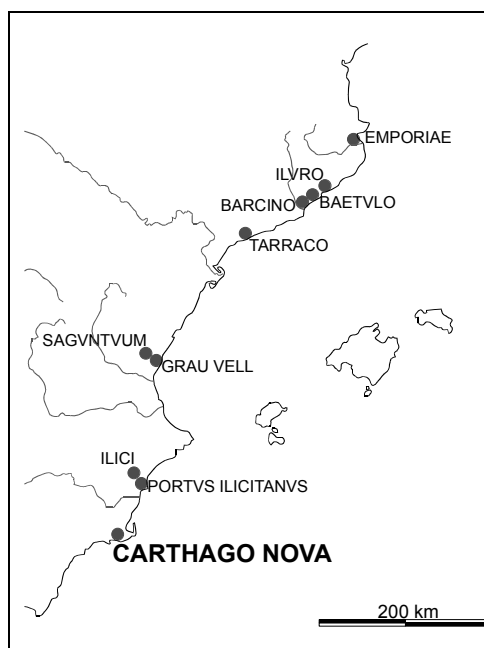 EMPORIAE
ILVRO
BAETVLO
BARCINO
TARRACO
SAGVNTVUM
GRAU VELL
ILICI
PORTVS ILICITANVS
CARTHAGO NOVA
200 km